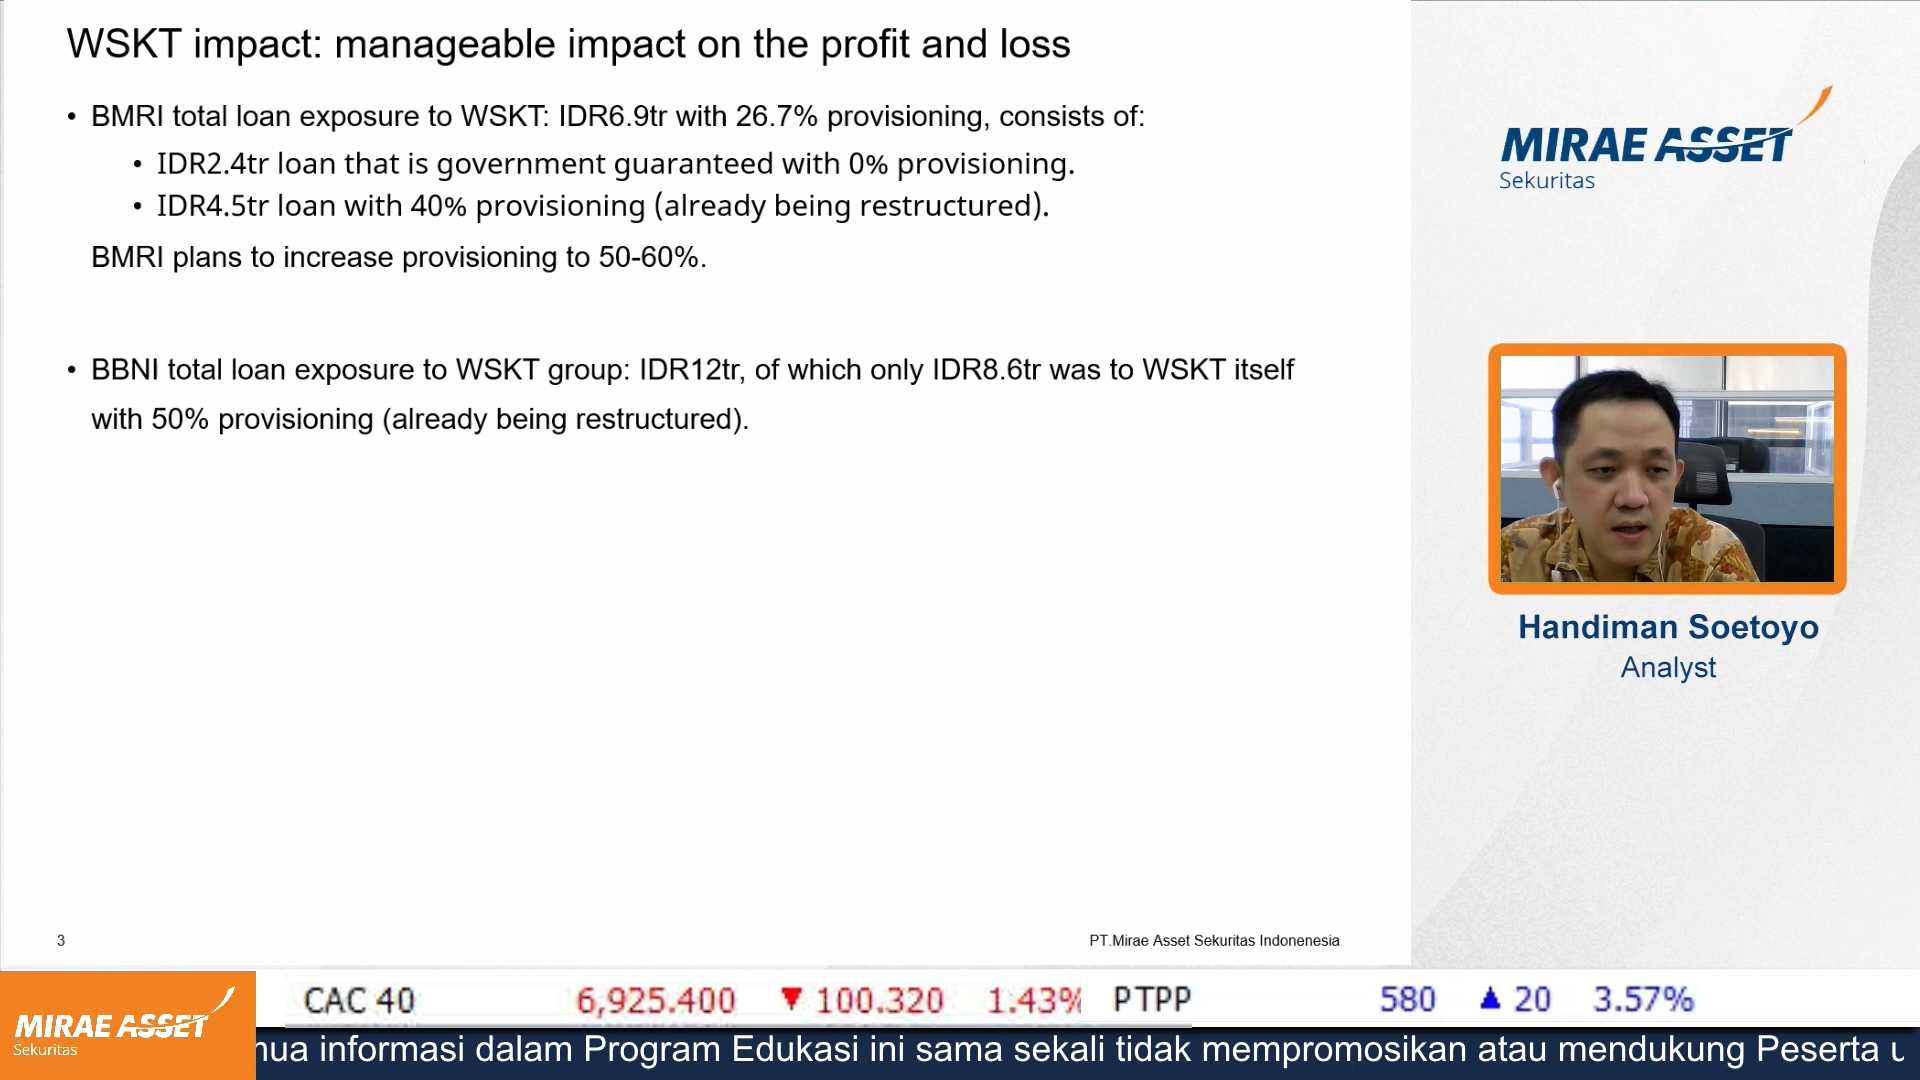 WSKT impact: manageable impact on the profit and loss
• BMRI total loan exposure to WSKT: IDR6.9tr with 26.7% provisioning, consists of:
• IDR2.4tr loan that is government guaranteed with 0% provisioning.
• IDR4.5tr loan with 40% provisioning (already being restructured).
BMRI plans to increase provisioning to 50-60%.
• BBNI total loan exposure to WSKT group: IDR12tr, of which only IDR8.6tr was to WSKT itself
with 50% provisioning (already being restructured).
3
PT.Mirae Asset Sekuritas Indonenesia
MIRAE ASSET
Sekuritas
Handiman Soetoyo
Analyst
CAC 40 6,925.400 ▼ 100.320 1.43% PTPP 580 ▲ 20 3.57%
MIRAE ASSET
Sekuritas
informasi dalam Program Edukasi ini sama sekali tidak mempromosikan atau mendukung Peserta